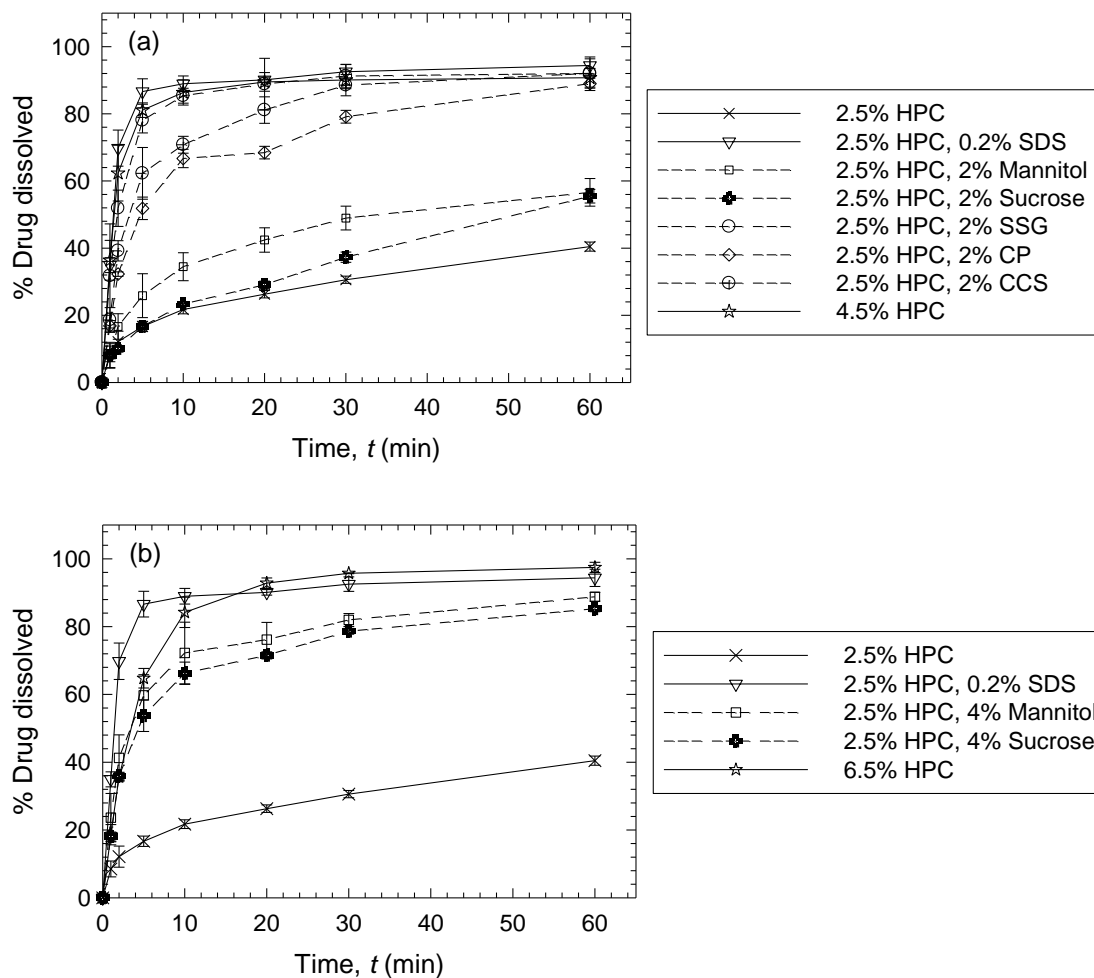 (a)
100
80
60
40
20
0
% Drug dissolved
0 10 20 30 40 50 60
Time, t (min)
2.5% HPC
2.5% HPC, 0.2% SDS
2.5% HPC, 2% Mannitol
2.5% HPC, 2% Sucrose
2.5% HPC, 2% SSG
2.5% HPC, 2% CP
2.5% HPC, 2% CCS
4.5% HPC
(b)
100
80
60
40
20
0
% Drug dissolved
0 10 20 30 40 50 60
Time, t (min)
2.5% HPC
2.5% HPC, 0.2% SDS
2.5% HPC, 4% Mannitol
2.5% HPC, 4% Sucrose
6.5% HPC